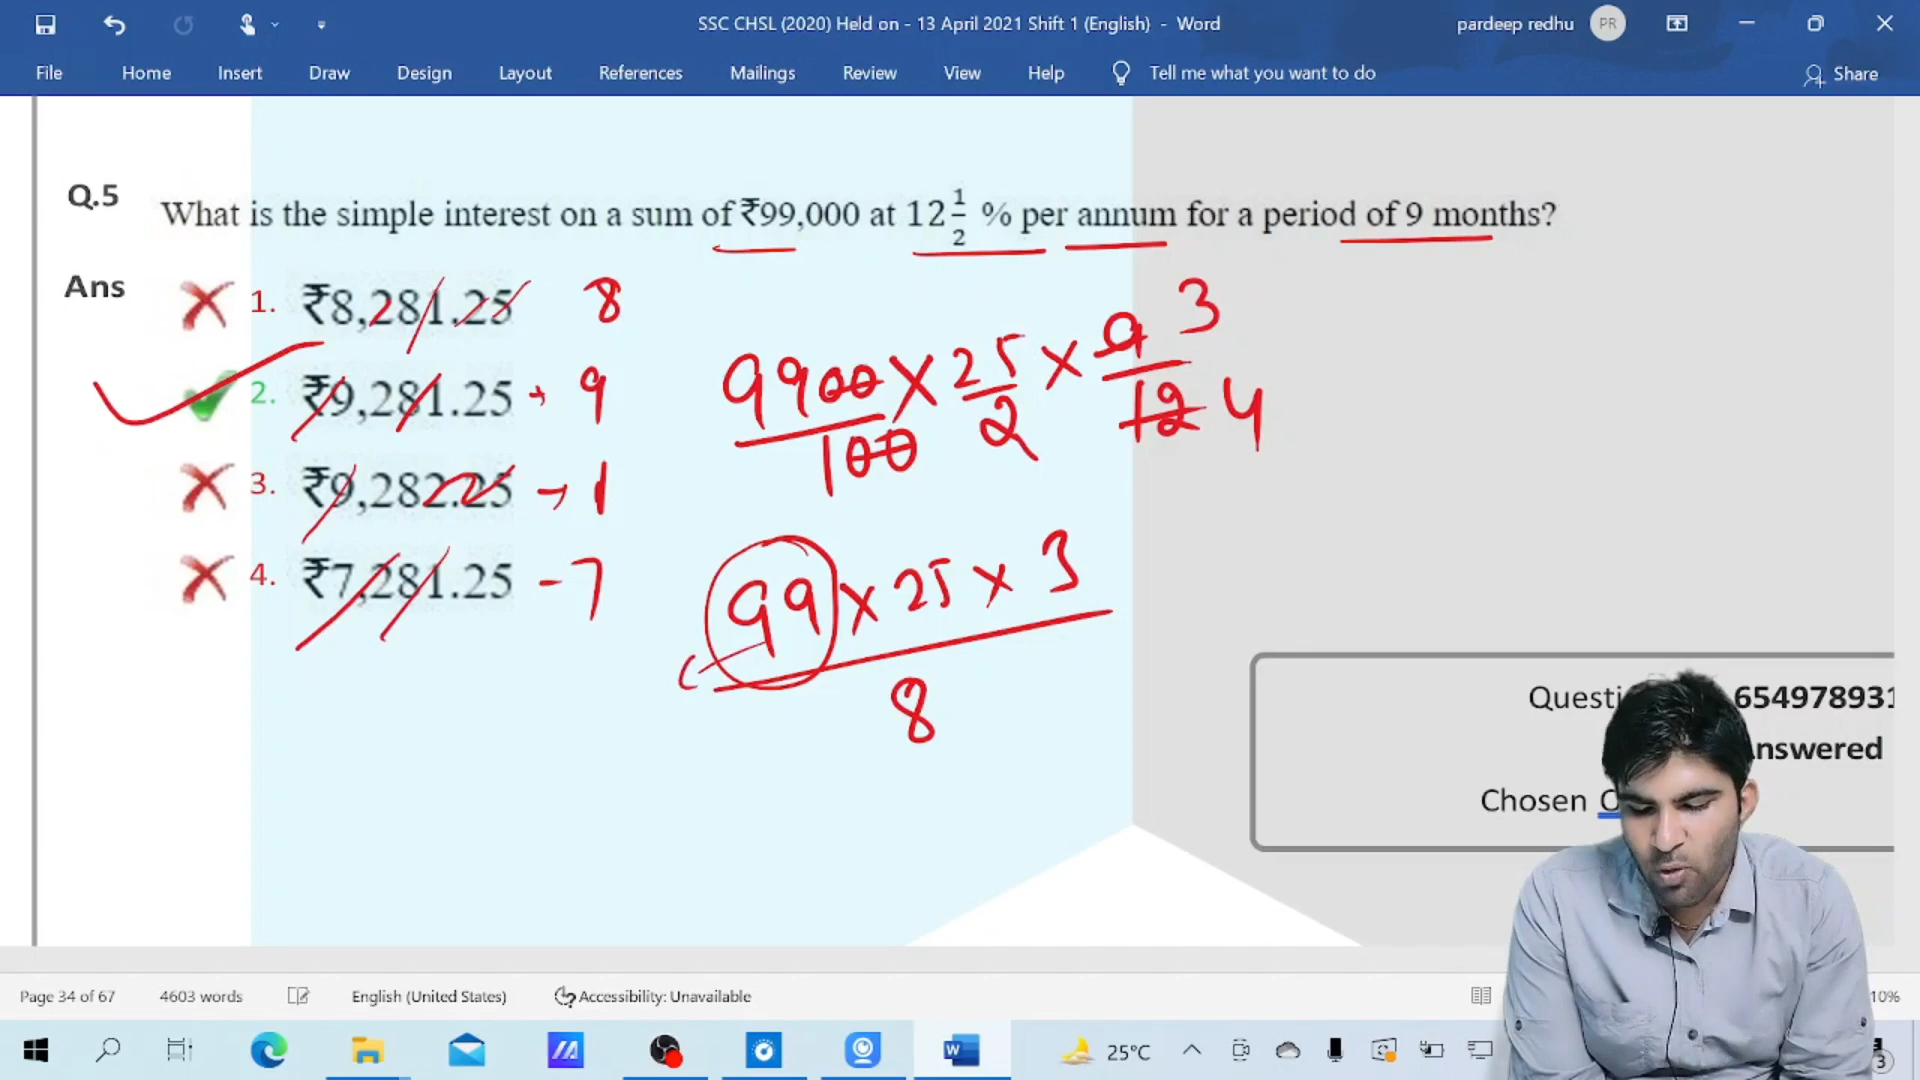 SSC CHSL (2020) Held on - 13 April 2021 Shift 1 (English) - Word
pardeep redhu PR
File Home Insert Draw Design Layout References Mailings Review View Help Tell me what you want to do Share
Q.5 What is the simple interest on a sum of ₹99,000 at 12 1/2 % per annum for a period of 9 months?
Ans
1. ₹8,281.25 8
2. ₹9,281.25 → 9
3. ₹9,282.25 → 1
4. ₹7,281.25 - 7
9900/100 × 25/2 × 9/12 3 4
99 × 25 × 3
8
654978931
nswered
Chosen
Page 34 of 67 4603 words English (United States) Accessibility: Unavailable 10%
25°C 3